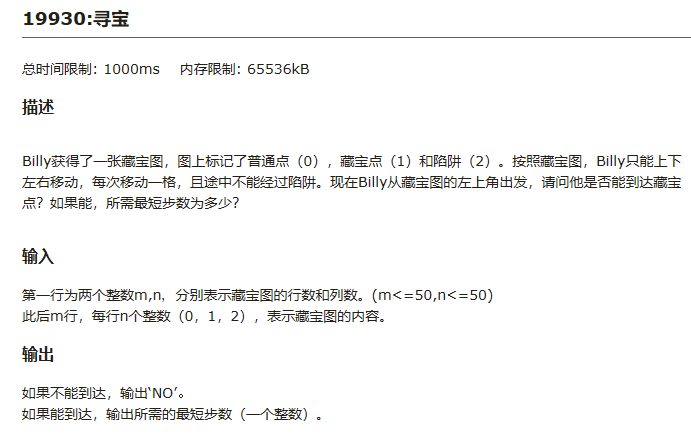 19930:寻宝
总时间限制: 1000ms 内存限制: 65536kB
描述
Billy获得了一张藏宝图，图上标记了普通点（0），藏宝点（1）和陷阱（2）。按照藏宝图，Billy只能上下
左右移动，每次移动一格，且途中不能经过陷阱。现在Billy从藏宝图的左上角出发，请问他是否能到达藏宝
点？如果能，所需最短步数为多少？
输入
第一行为两个整数m,n，分别表示藏宝图的行数和列数。(m<=50,n<=50)
此后m行，每行n个整数（0，1，2），表示藏宝图的内容。
输出
如果不能到达，输出‘NO’。
如果能到达，输出所需的最短步数（一个整数）。